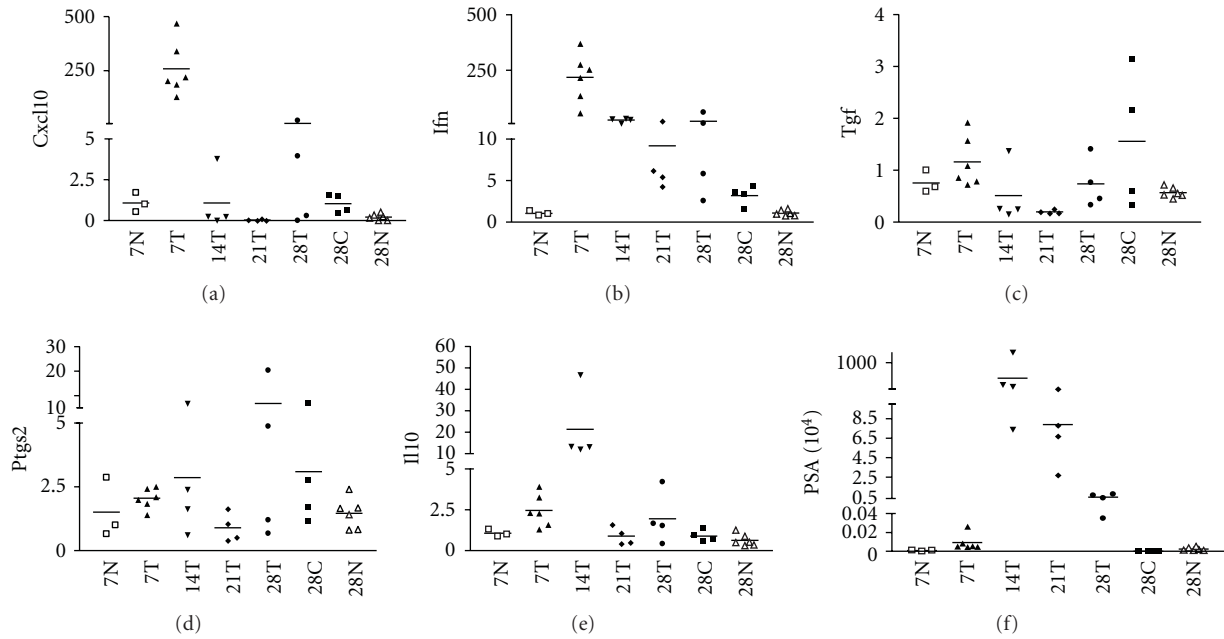 Cxcl10
500
250
5
2.5
0
7N
7T
14T
21T
28T
28C
28N
(a)
Ifn
500
250
10
5
0
7N
7T
14T
21T
28T
28C
28N
(b)
Tgf
4
3
2
1
0
7N
7T
14T
21T
28T
28C
28N
(c)
Ptgs2
30
20
10
5
2.5
0
7N
7T
14T
21T
28T
28C
28N
(d)
Il10
60
50
40
30
20
10
5
2.5
0
7N
7T
14T
21T
28T
28C
28N
(e)
PSA (10⁴)
1000
8.5
6.5
4.5
2.5
0.5
0.04
0.02
0
7N
7T
14T
21T
28T
28C
28N
(f)